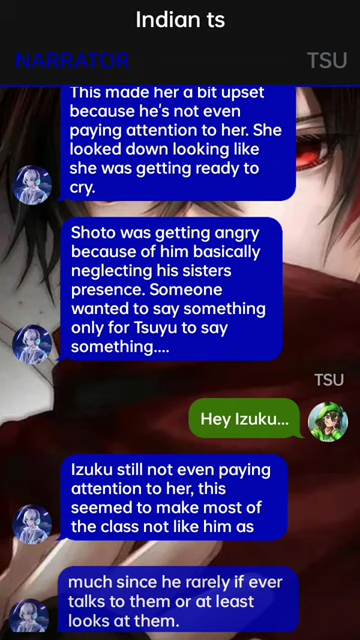 Indian ts
NARRATOR
TSU
This made her a bit upset
because he's not even
paying attention to her. She
looked down looking like
she was getting ready to
cry.
Shoto was getting angry
because of him basically
neglecting his sisters
presence. Someone
wanted to say something
only for Tsuyu to say
something....
TSU
Hey Izuku...
Izuku still not even paying
attention to her, this
seemed to make most of
the class not like him as
much since he rarely if ever
talks to them or at least
looks at them.